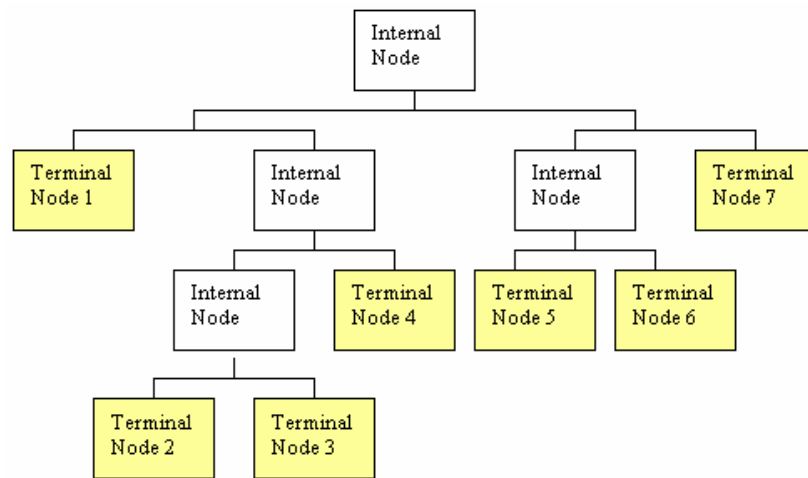 Internal
Node
Terminal
Node 1
Internal
Node
Internal
Node
Terminal
Node 7
Internal
Node
Terminal
Node 4
Terminal
Node 5
Terminal
Node 6
Terminal
Node 2
Terminal
Node 3